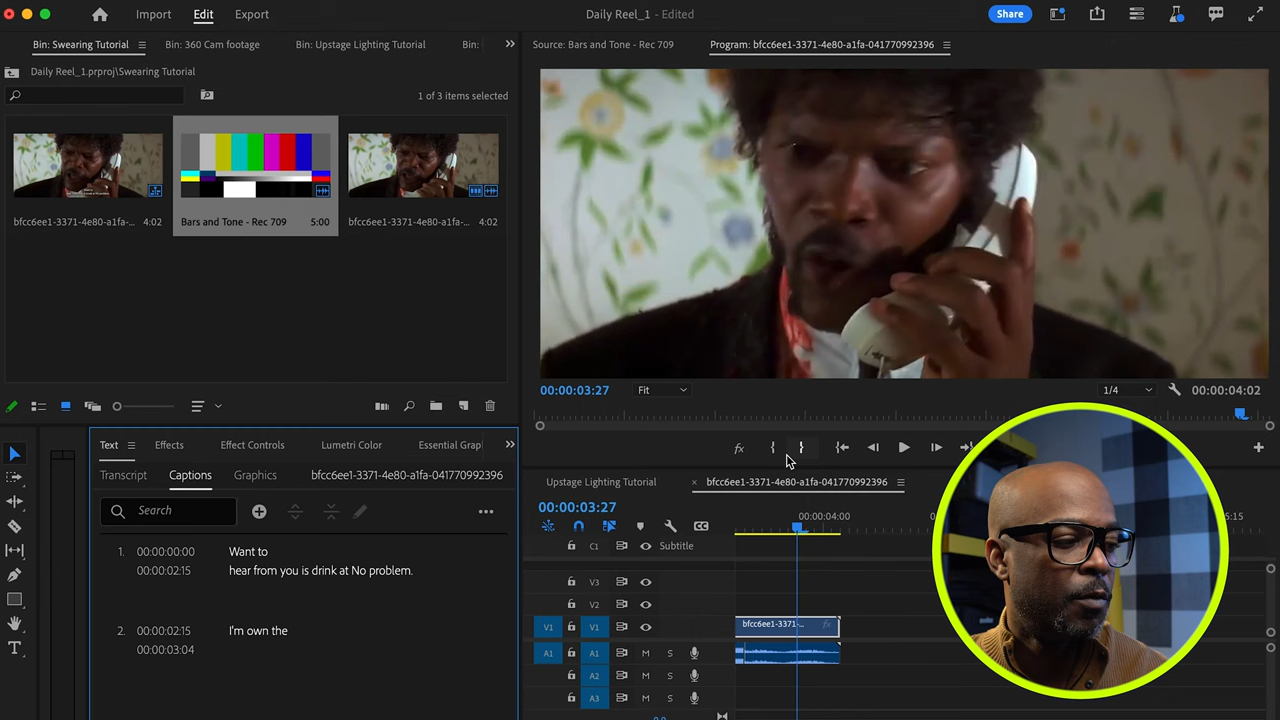 Import Edit Export Daily Reel_1 - Edited Share
Bin: Swearing Tutorial Bin: 360 Cam footage Bin: Upstage Lighting Tutorial Bin:
Source: Bars and Tone - Rec 709 Program: bfcc6ee1-3371-4e80-a1fa-041770992396
Daily Reel_1.prproj\Swearing Tutorial
1 of 3 items selected
bfcc6ee1-3371-4e80-a1fa-... 4:02 Bars and Tone - Rec 709 5:00 bfcc6ee1-3371-4e80-a1fa-... 4:02
00:00:03:27 Fit 1/4 00:00:04:02
Text Effects Effect Controls Lumetri Color Essential Grap
fx
Transcript Captions Graphics bfcc6ee1-3371-4e80-a1fa-041770992396
Upstage Lighting Tutorial × bfcc6ee1-3371-4e80-a1fa-041770992396
Search
00:00:03:27
00:00:04:00
5:15
C1 Subtitle
1. 00:00:00:00 Want to
00:00:02:15 hear from you is drink at No problem.
V3
V2
V1 V1 bfcc6ee1-3371-... fx
2. 00:00:02:15 I'm own the
00:00:03:04
A1 A1 M S
A2 M S
A3 M S